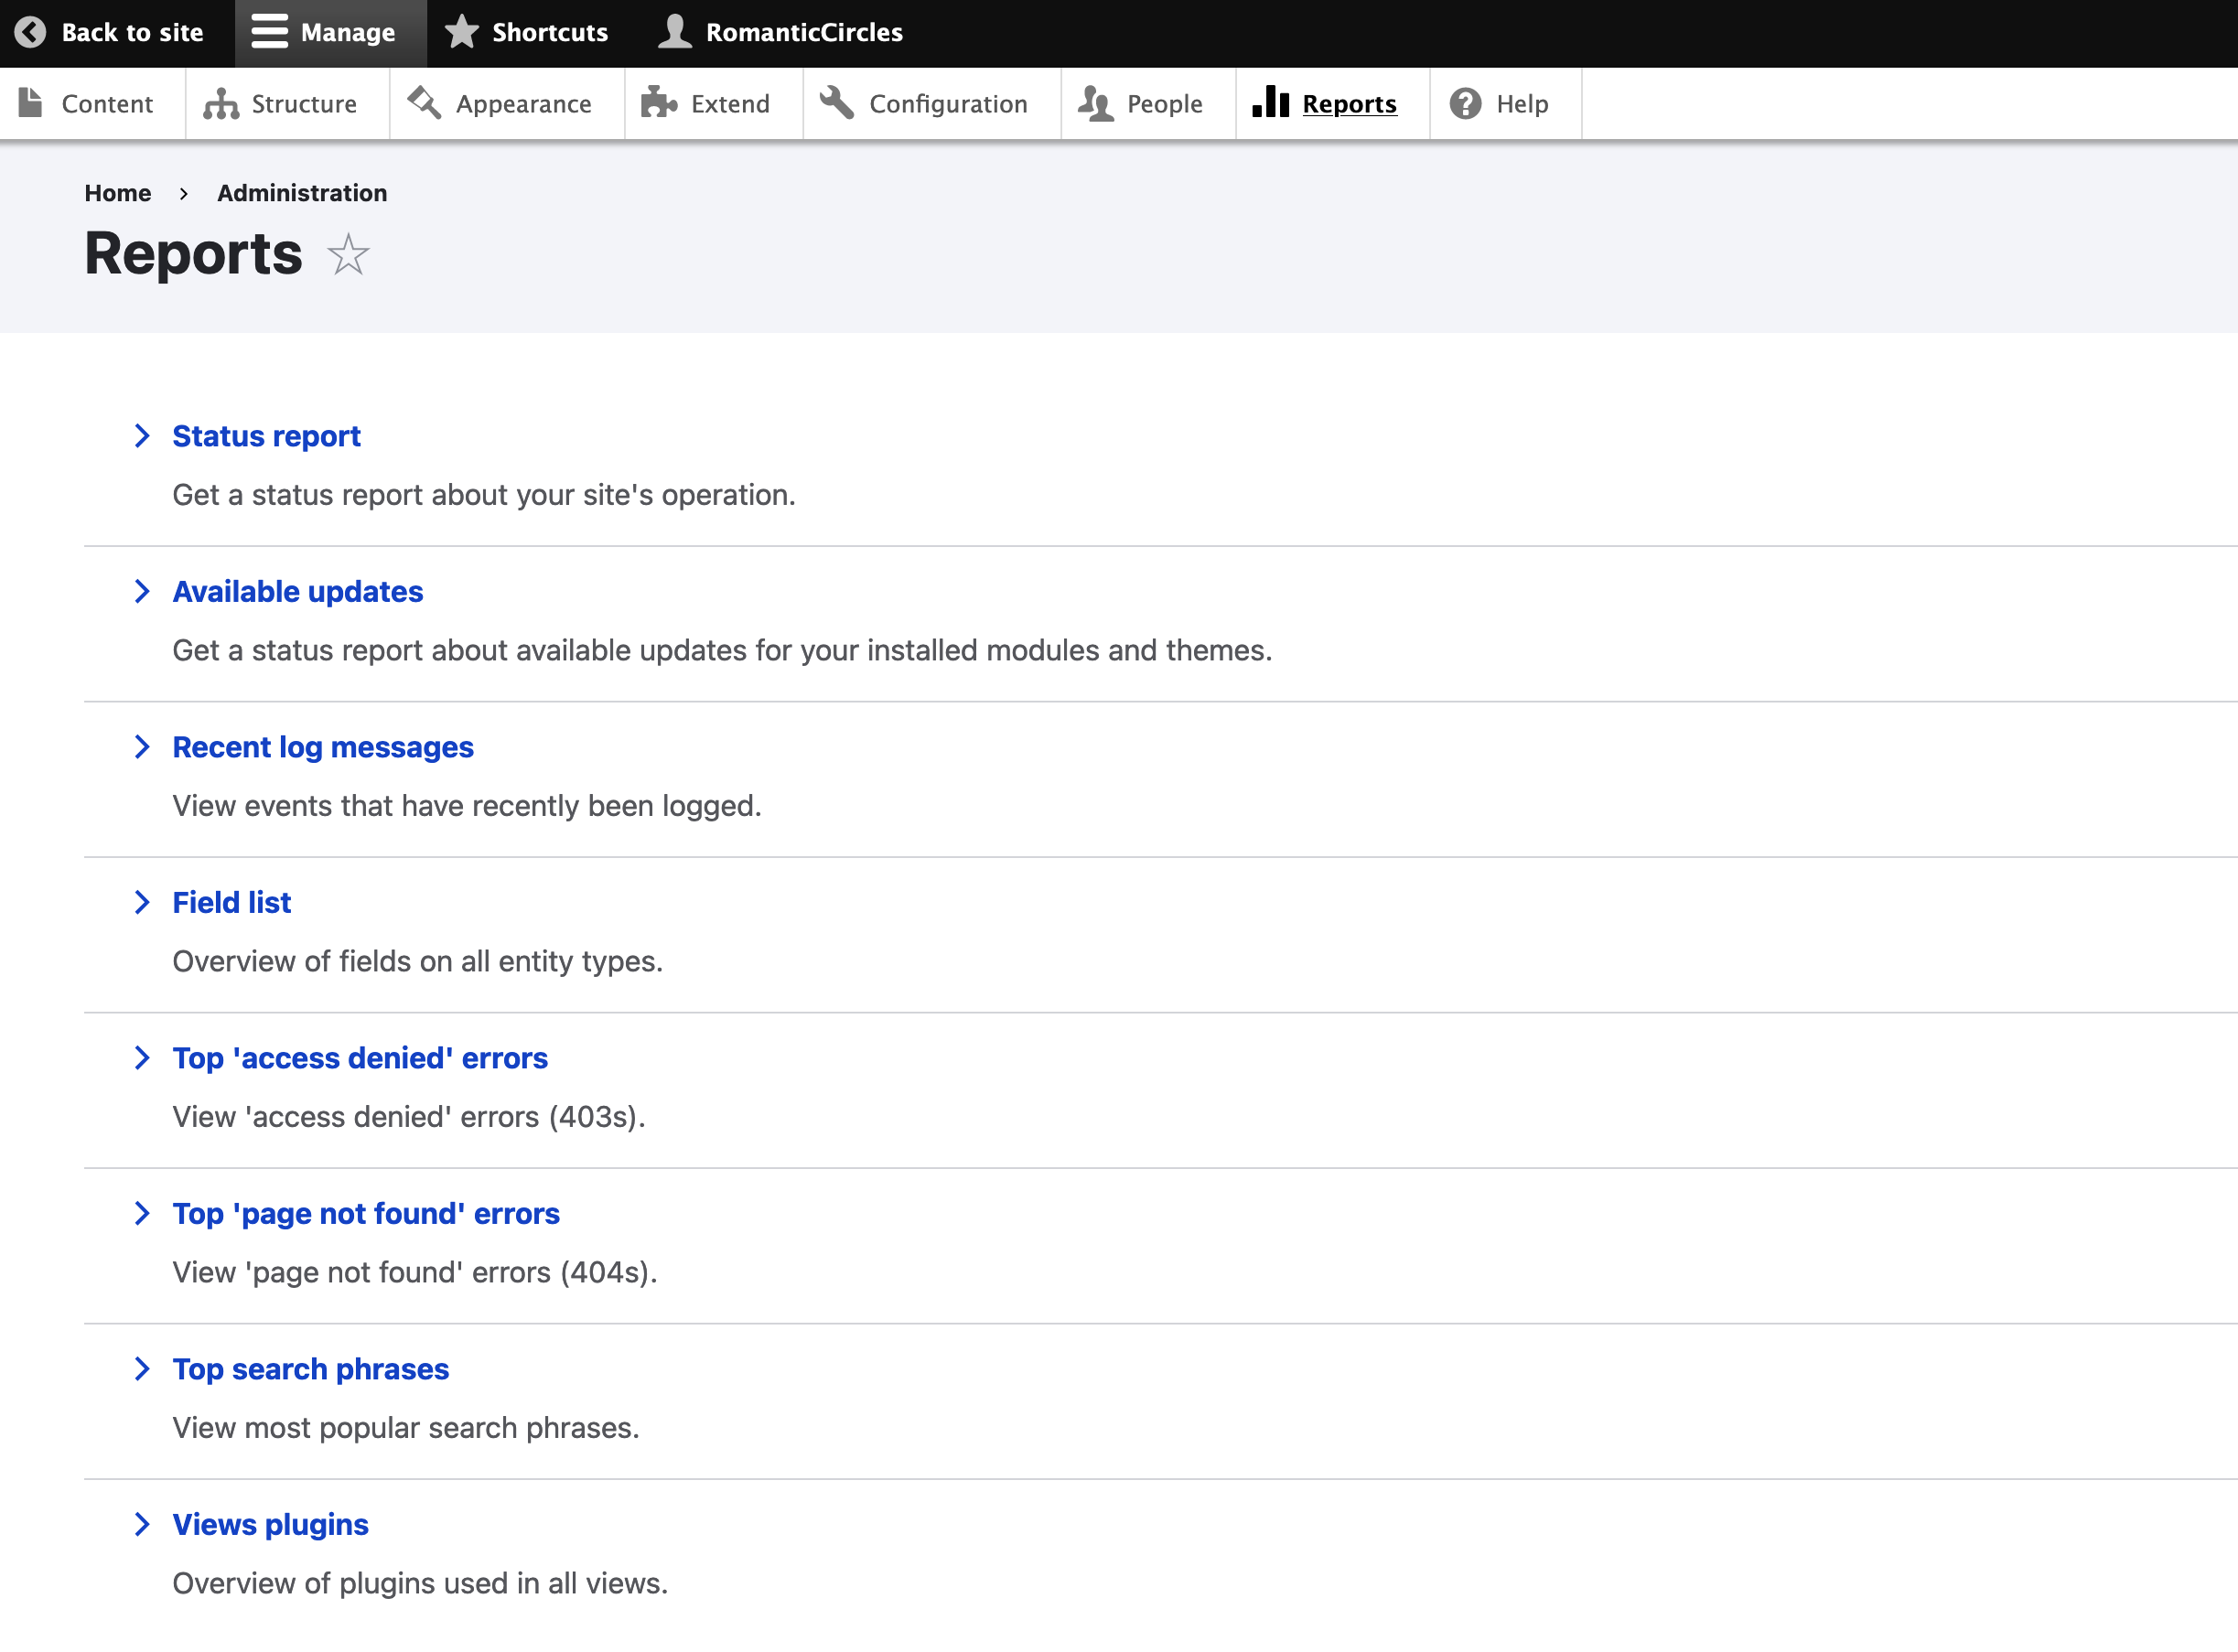 Back to site Manage Shortcuts RomanticCircles
Content Structure Appearance Extend Configuration People Reports Help
Home > Administration
Reports
Status report
Get a status report about your site's operation.
Available updates
Get a status report about available updates for your installed modules and themes.
Recent log messages
View events that have recently been logged.
Field list
Overview of fields on all entity types.
Top 'access denied' errors
View 'access denied' errors (403s).
Top 'page not found' errors
View 'page not found' errors (404s).
Top search phrases
View most popular search phrases.
Views plugins
Overview of plugins used in all views.